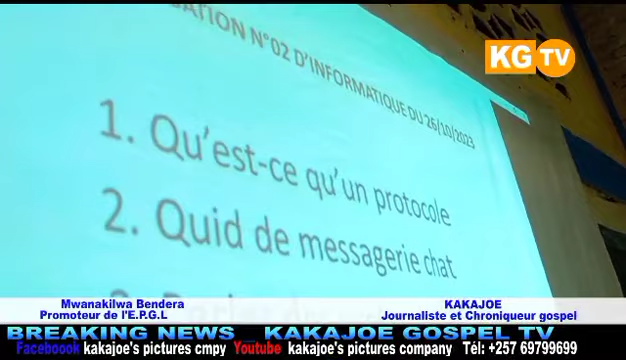 KG TV
ATION N°02 D'INFORMATIQUE DU 26/10/2023
1. Qu'est-ce qu'un protocole
2. Quid de messagerie chat
Mwanakilwa Bendera
Promoteur de l'E.P.G.L
KAKAJOE
Journaliste et Chroniqueur gospel
BREAKING NEWS KAKAJOE GOSPEL TV
Faceboook kakajoe's pictures cmpy Youtube kakajoe's pictures company Tél: +257 69799699